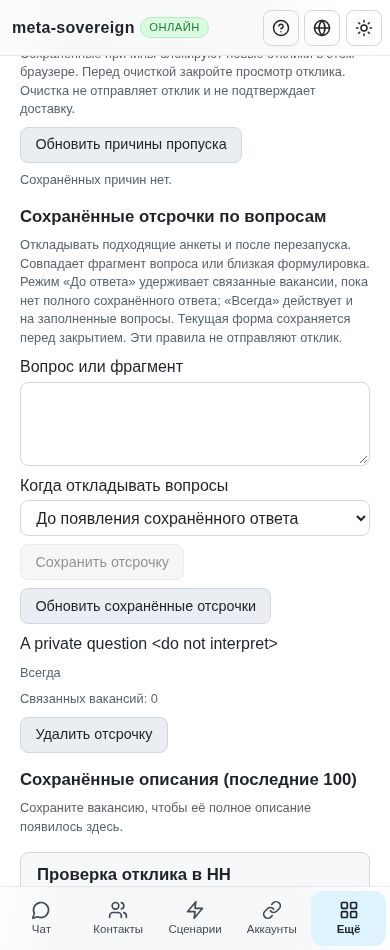 meta-sovereign ОНЛАЙН
Сохранённые причины блокируют новые отклики в этом
браузере. Перед очисткой закройте просмотр отклика.
Очистка не отправляет отклик и не подтверждает
доставку.
Обновить причины пропуска
Сохранённых причин нет.
Сохранённые отсрочки по вопросам
Откладывать подходящие анкеты и после перезапуска.
Совпадает фрагмент вопроса или близкая формулировка.
Режим «До ответа» удерживает связанные вакансии, пока
нет полного сохранённого ответа; «Всегда» действует и
на заполненные вопросы. Текущая форма сохраняется
перед закрытием. Эти правила не отправляют отклик.
Вопрос или фрагмент
Когда откладывать вопросы
До появления сохранённого ответа
Сохранить отсрочку
Обновить сохранённые отсрочки
A private question <do not interpret>
Всегда
Связанных вакансий: 0
Удалить отсрочку
Сохранённые описания (последние 100)
Сохраните вакансию, чтобы её полное описание
появилось здесь.
Проверка отклика в HH
Чат
Контакты
Сценарии
Аккаунты
Ещё